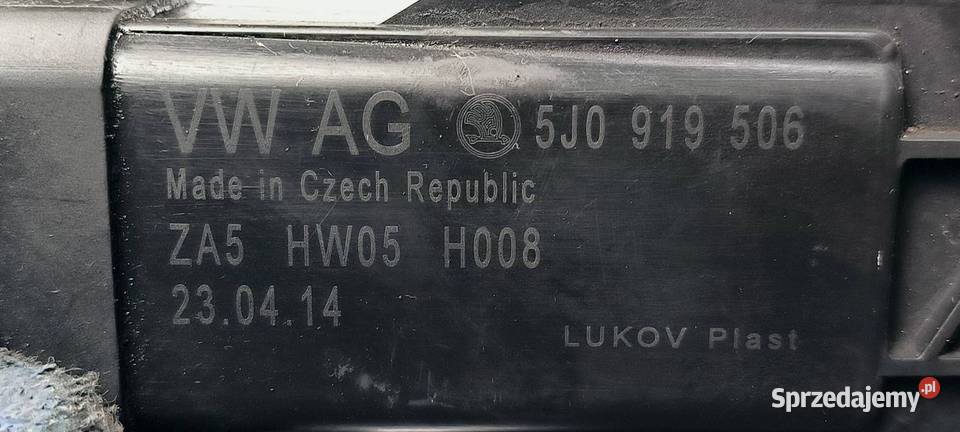 VW AG 5J0 919 506
Made in Czech Republic
ZA5 HW05 H008
23.04.14
LUKOV Plast
Sprzedajemy.pl